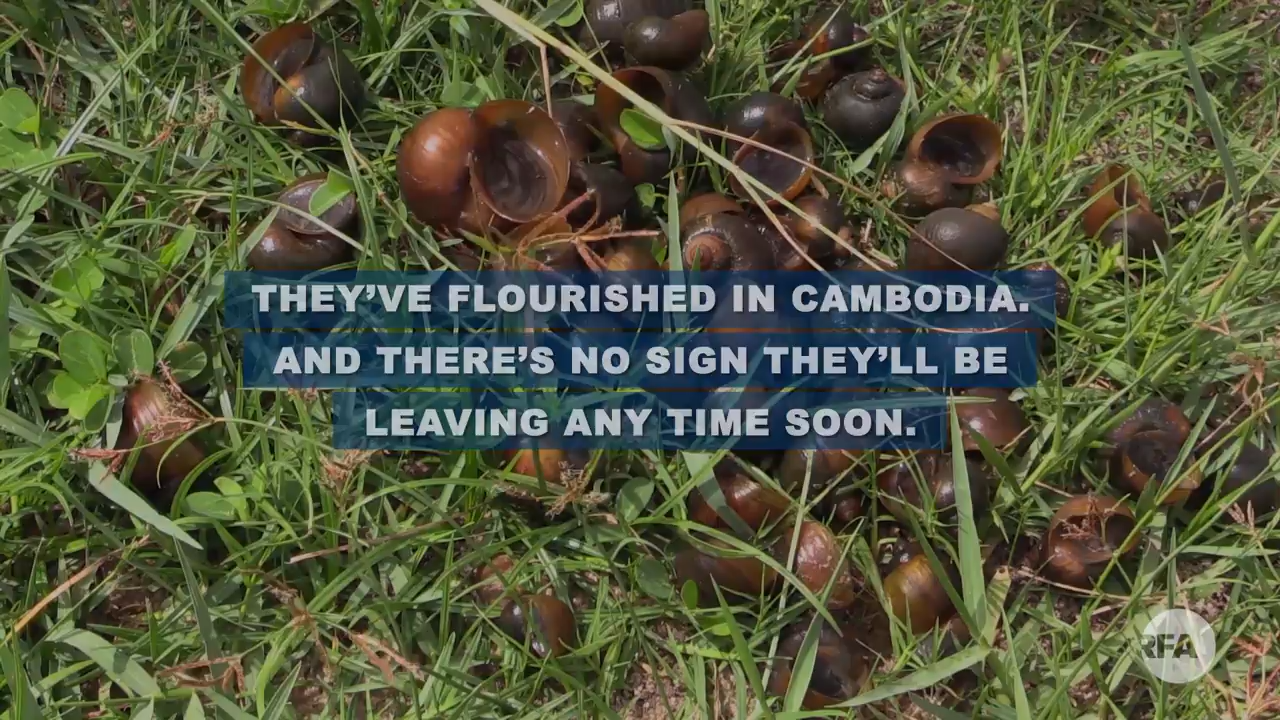 THEY’VE FLOURISHED IN CAMBODIA.
AND THERE’S NO SIGN THEY’LL BE
LEAVING ANY TIME SOON.
RFA